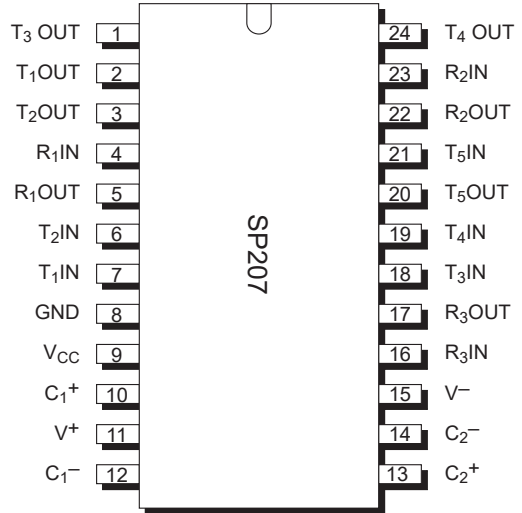 T3 OUT 1 24 T4 OUT
T1OUT 2 23 R2IN
T2OUT 3 22 R2OUT
R1IN 4 21 T5IN
R1OUT 5 20 T5OUT
T2IN 6 19 T4IN
T1IN 7 18 T3IN
GND 8 17 R3OUT
VCC 9 16 R3IN
C1+ 10 15 V–
V+ 11 14 C2–
C1– 12 13 C2+
SP207